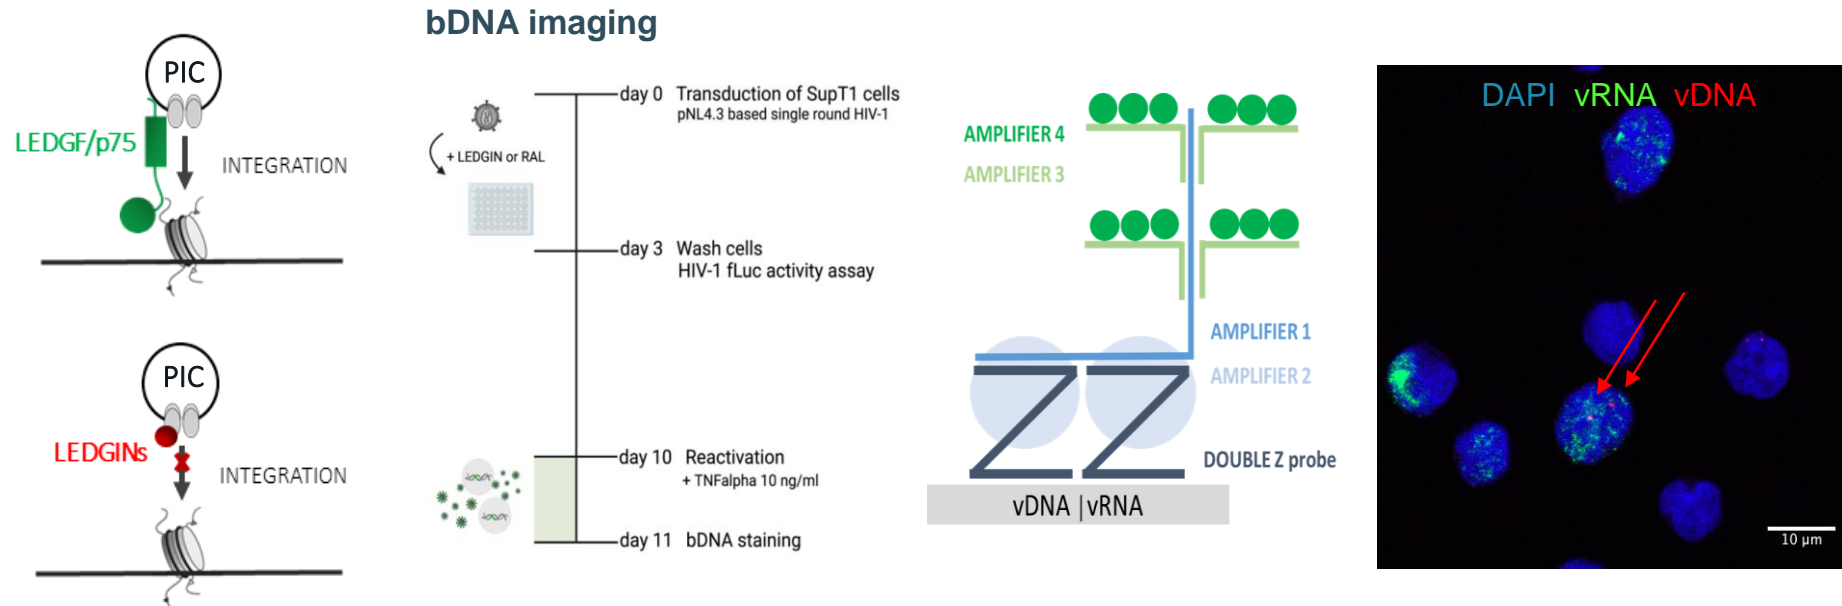 bDNA imaging
PIC
LEDGF/p75
INTEGRATION
PIC
LEDGINs
INTEGRATION
+ LEDGIN or RAL
day 0 Transduction of SupT1 cells
pNL4.3 based single round HIV-1
day 3 Wash cells
HIV-1 fLuc activity assay
day 10 Reactivation
+ TNFalpha 10 ng/ml
day 11 bDNA staining
AMPLIFIER 4
AMPLIFIER 3
AMPLIFIER 1
AMPLIFIER 2
DOUBLE Z probe
vDNA | vRNA
DAPI vRNA vDNA
10 µm